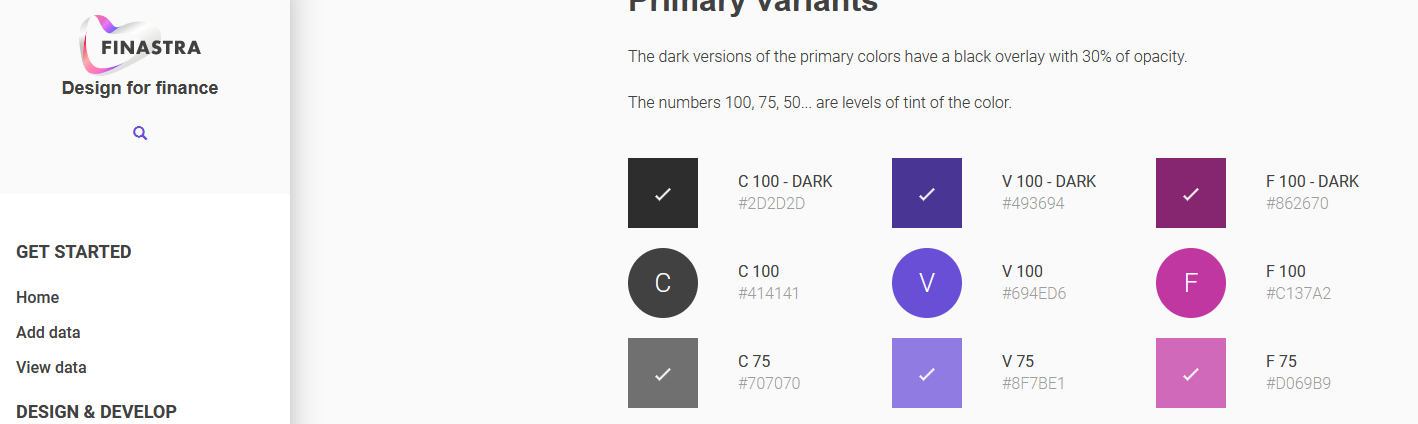 FINASTRA
Design for finance
GET STARTED
Home
Add data
View data
DESIGN & DEVELOP
Primary Variants
The dark versions of the primary colors have a black overlay with 30% of opacity.
The numbers 100, 75, 50... are levels of tint of the color.
C 100 - DARK
#2D2D2D
V 100 - DARK
#493694
F 100 - DARK
#862670
C
C 100
#414141
V
V 100
#694ED6
F
F 100
#C137A2
C 75
#707070
V 75
#8F7BE1
F 75
#D069B9